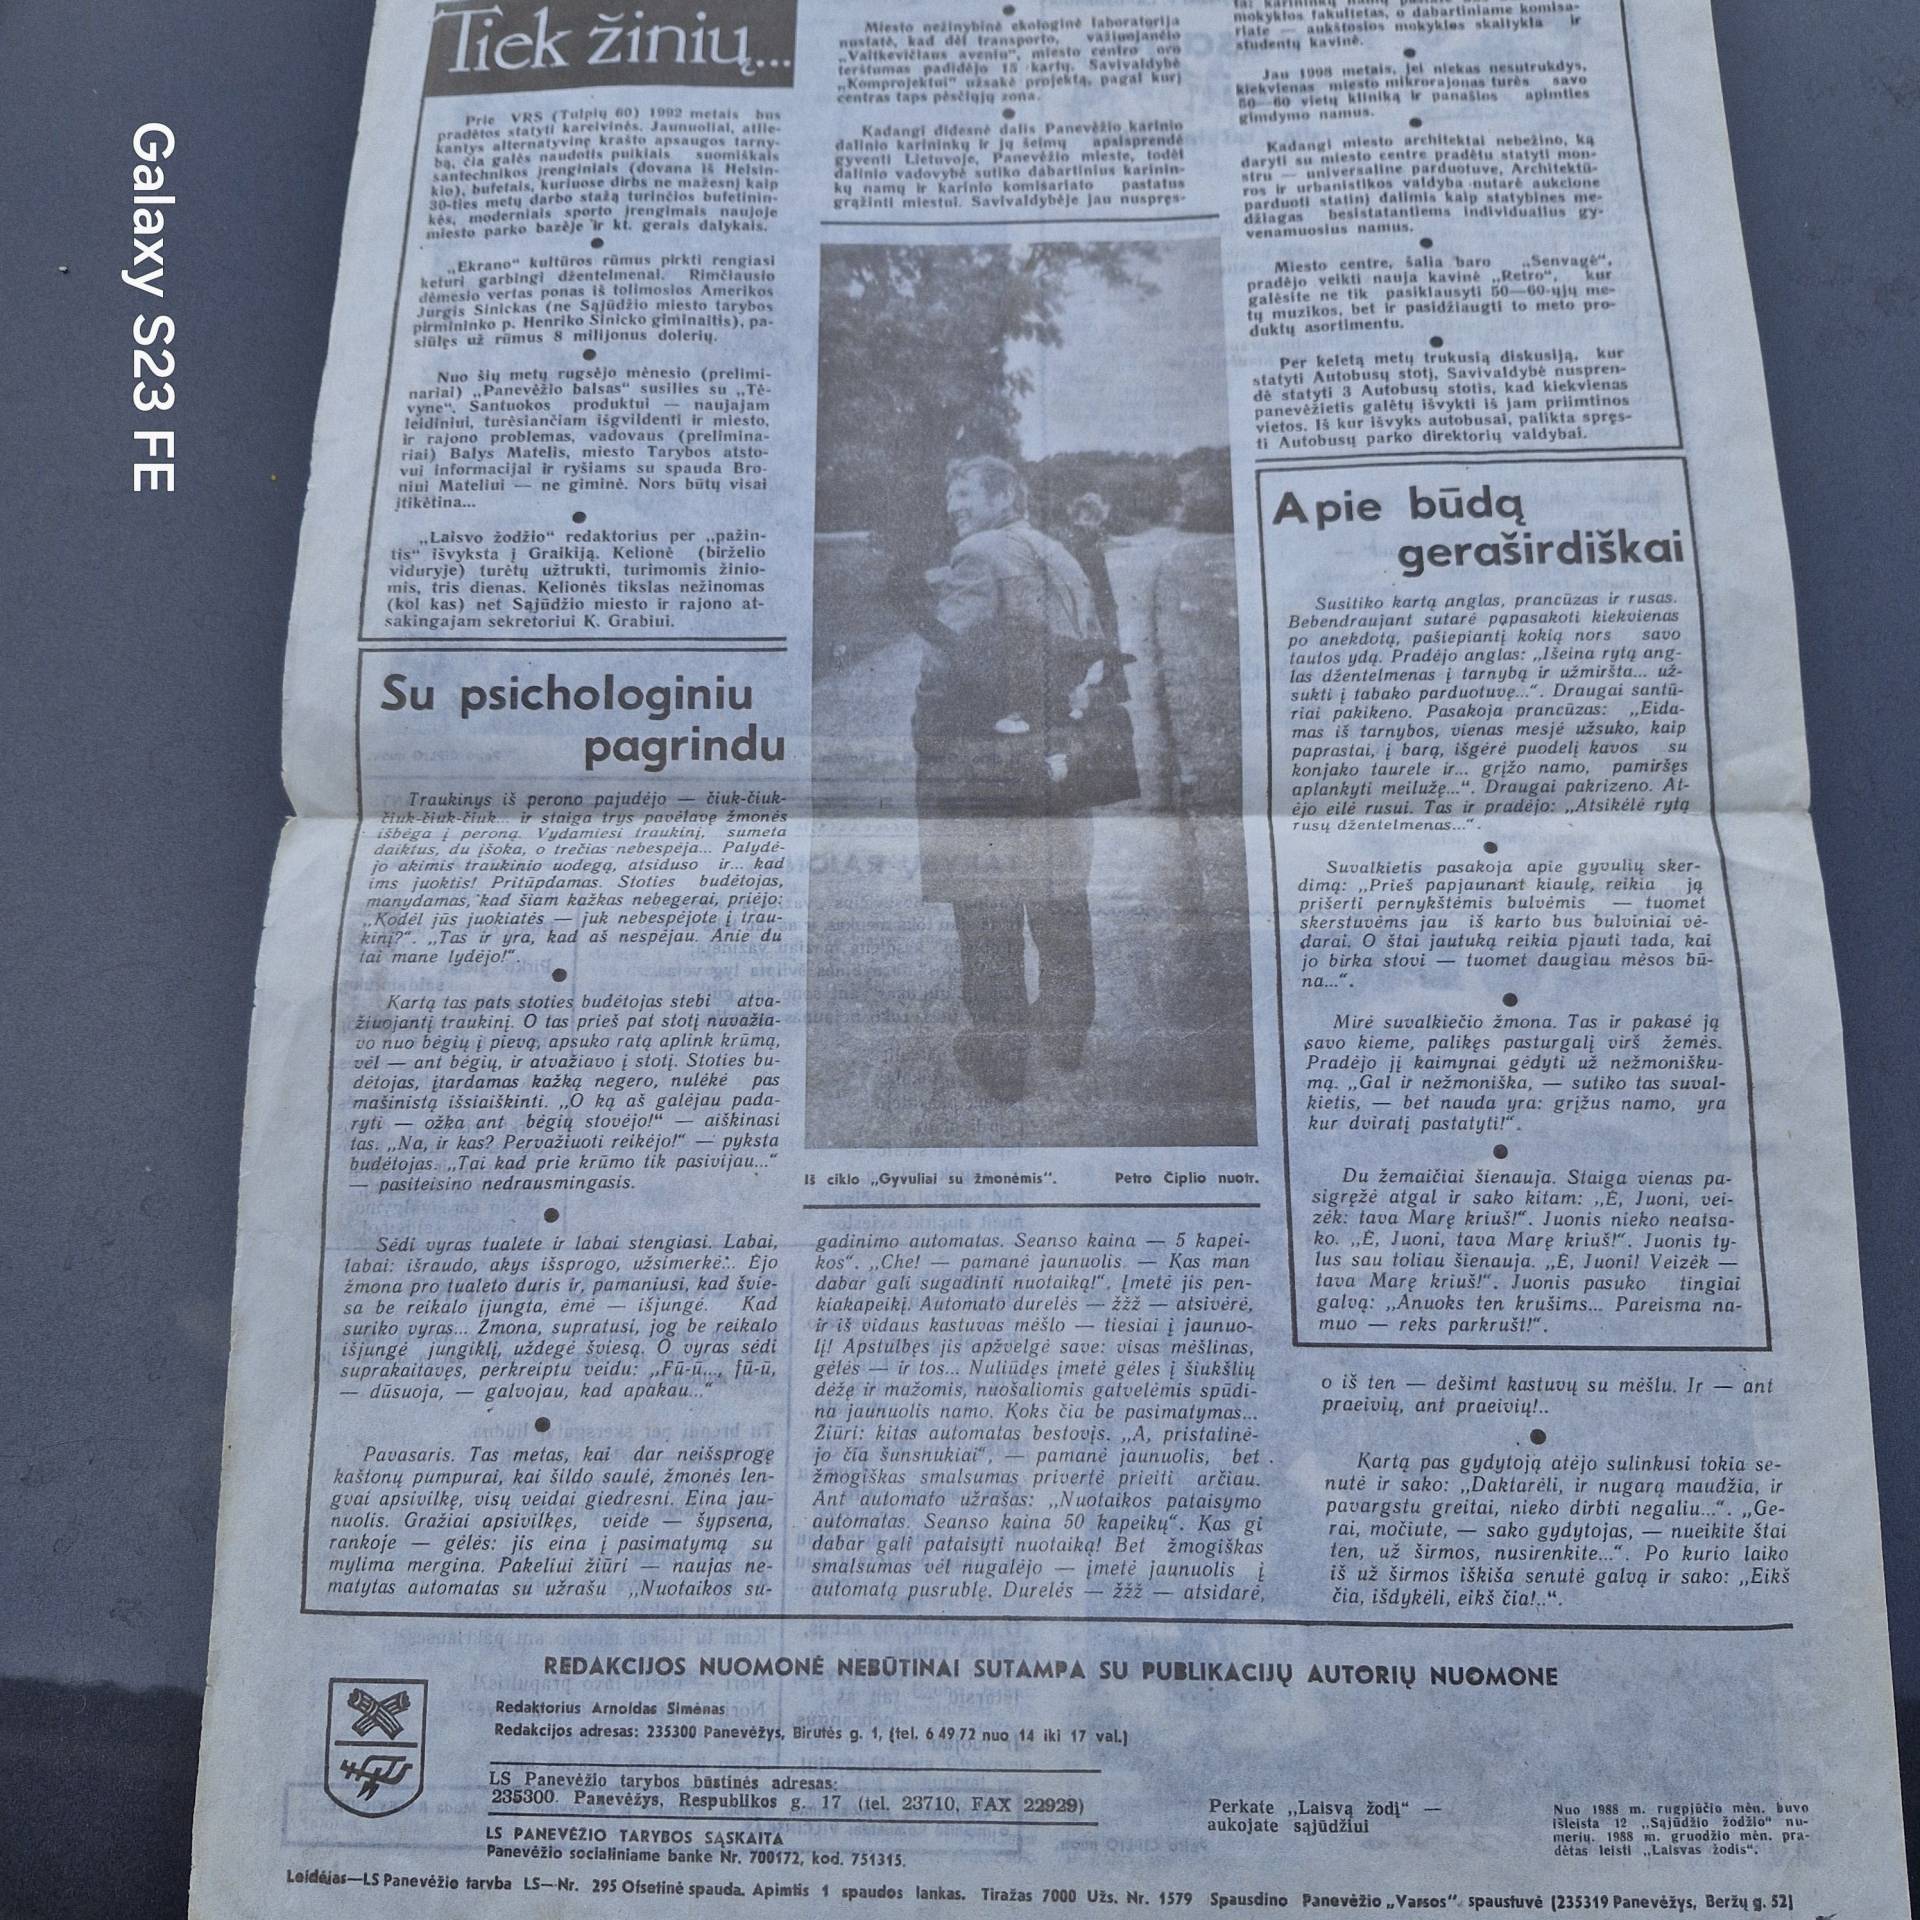 Galaxy S23 FE
Tiek žinių...
Prie VRS (Tulpių 60) 1992 metais bus
pradėtos statyti kareivinės. Jaunuoliai, atlie-
kantys alternatyvinę krašto apsaugos tarny-
bą, čia galės naudotis puikiais suomiškais
santechnikos įrenginiais (dovana iš Helsin-
kio), bufetais, kuriuose dirbs ne mažesnį kaip
30-ties metų darbo stažą turinčios bufetinin-
kės, moderniais sporto įrengimais naujoje
miesto parko bazėje ir kt. gerais dalykais.
●
„Ekrano“ kultūros rūmus pirkti rengiasi
keturi garbingi džentelmenai. Rimčiausio
dėmesio vertas ponas iš tolimosios Amerikos
Jurgis Sinickas (ne Sąjūdžio miesto tarybos
pirmininko p. Henriko Sinicko giminaitis), pa-
siūlęs už rūmus 8 milijonus dolerių.
●
Nuo šių metų rugsėjo mėnesio (prelimi-
nariai) „Panevėžio balsas“ susilies su „Tė-
vyne“. Santuokos produktui — naujajam
leidiniui, turėsiančiam išgvildenti ir miesto,
ir rajono problemas, vadovaus (prelimina-
riai) Balys Matelis, miesto Tarybos atsto-
vui informacijai ir ryšiams su spauda Bro-
niui Mateliui — ne giminė. Nors būtų visai
įtikėtina...
●
„Laisvo žodžio“ redaktorius per „pažin-
tis“ išvyksta į Graikiją. Kelionė (birželio
viduryje) turėtų užtrukti, turimomis žinio-
mis, tris dienas. Kelionės tikslas nežinomas
(kol kas) net Sąjūdžio miesto ir rajono at-
sakingajam sekretoriui K. Grabiui.
Miesto nežinybinė ekologinė laboratorija
nustatė, kad dėl transporto, važiuojančio
„Vaitkevičiaus aveniu“, miesto centro oro
terštumas padidėjo 15 kartų. Savivaldybė
„Komprojektui“ užsakė projektą, pagal kurį
centras taps pėsčiųjų zona.
●
Kadangi didesnė dalis Panevėžio karinio
dalinio karininkų ir jų šeimų apsisprendė
gyventi Lietuvoje, Panevėžio mieste, todėl
dalinio vadovybė sutiko dabartinius karinin-
kų namų ir karinio komisariato pastatus
grąžinti miestui. Savivaldybėje jau nuspręs-
mokyklos fakultetas, o dabartiniame komisa-
riate — aukštosios mokyklos skaitykla ir
studentų kavinė.
●
Jau 1998 metais, jei niekas nesutrukdys,
kiekvienas miesto mikrorajonas turės savo
50—60 vietų kliniką ir panašios apimties
gimdymo namus.
●
Kadangi miesto architektai nebežino, ką
daryti su miesto centre pradėtu statyti mon-
stru — universaline parduotuve, Architektū-
ros ir urbanistikos valdyba nutarė aukcione
parduoti statinį dalimis kaip statybines me-
džiagas besistatantiems individualius gy-
venamuosius namus.
●
Miesto centre, šalia baro „Senvagė“,
pradėjo veikti nauja kavinė „Retro“, kur
galėsite ne tik pasiklausyti 50—60-ųjų me-
tų muzikos, bet ir pasidžiaugti to meto pro-
duktų asortimentu.
●
Per keletą metų trukusią diskusiją, kur
statyti Autobusų stotį, Savivaldybė nuspren-
dė statyti 3 Autobusų stotis, kad kiekvienas
panevėžietis galėtų išvykti iš jam priimtinos
vietos. Iš kur išvyks autobusai, palikta spręs-
ti Autobusų parko direktorių valdybai.
Su psichologiniu
pagrindu
Traukinys iš perono pajudėjo — čiuk-čiuk-
čiuk-čiuk-čiuk... ir staiga trys pavėlavę žmonės
išbėga į peroną. Vydamiesi traukinį, sumeta
daiktus, du įšoka, o trečias nebespėja... Palydė-
jo akimis traukinio uodegą, atsiduso ir... kad
ims juoktis! Pritūpdamas. Stoties budėtojas,
manydamas, kad šiam kažkas nebegerai, priėjo:
„Kodėl jūs juokiatės — juk nebespėjote į trau-
kinį?“. „Tas ir yra, kad aš nespėjau. Anie du
tai mane lydėjo!“.
●
Kartą tas pats stoties budėtojas stebi atva-
žiuojantį traukinį. O tas prieš pat stotį nuvažia-
vo nuo bėgių į pievą, apsuko ratą aplink krūmą,
vėl — ant bėgių, ir atvažiavo į stotį. Stoties bu-
dėtojas, įtardamas kažką negero, nulėkė pas
mašinistą išsiaiškinti. „O ką aš galėjau pada-
ryti — ožka ant bėgių stovėjo!“ — aiškinasi
tas. „Na, ir kas? Pervažiuoti reikėjo!“ — pyksta
budėtojas. „Tai kad prie krūmo tik pasivijau...“
— pasiteisino nedrausmingasis.
●
Sėdi vyras tualete ir labai stengiasi. Labai,
labai: išraudo, akys išsprogo, užsimerkė... Ėjo
žmona pro tualeto duris ir, pamaniusi, kad švie-
sa be reikalo įjungta, ėmė — išjungė. Kad
suriko vyras... Žmona, supratusi, jog be reikalo
išjungė jungiklį, uždegė šviesą. O vyras sėdi
suprakaitavęs, perkreiptu veidu: „Fū-ū..., fū-ū,
— dūsuoja, — galvojau, kad apakau...“
●
Pavasaris. Tas metas, kai dar neišsprogę
kaštonų pumpurai, kai šildo saulė, žmonės len-
gvai apsivilkę, visų veidai giedresni. Eina jau-
nuolis. Gražiai apsivilkęs, veide — šypsena,
rankoje — gėlės: jis eina į pasimatymą su
mylima mergina. Pakeliui žiūri — naujas ne-
matytas automatas su užrašu „Nuotaikos su-
Iš ciklo „Gyvuliai su žmonėmis“. Petro Čiplio nuotr.
gadinimo automatas. Seanso kaina — 5 kapei-
kos“. „Che! — pamanė jaunuolis. — Kas man
dabar gali sugadinti nuotaiką!“. Įmetė jis pen-
kiakapeikį. Automato durelės — žžž — atsivėrė,
ir iš vidaus kastuvas mėšlo — tiesiai į jaunuo-
lį! Apstulbęs jis apžvelgė save: visas mėšlinas,
gėlės — ir tos... Nuliūdęs įmetė gėles į šiukšlių
dėžę ir mažomis, nuošaliomis gatvelėmis spūdi-
na jaunuolis namo. Koks čia be pasimatymas...
Žiūri: kitas automatas bestovįs. „A, pristatinė-
jo čia šunsnukiai“, — pamanė jaunuolis, bet
žmogiškas smalsumas privertė prieiti arčiau.
Ant automato užrašas: „Nuotaikos pataisymo
automatas. Seanso kaina 50 kapeikų“. Kas gi
dabar gali pataisyti nuotaiką! Bet žmogiškas
smalsumas vėl nugalėjo — įmetė jaunuolis į
automatą pusrublę. Durelės — žžž — atsidarė,
Apie būdą
geraširdiškai
Susitiko kartą anglas, prancūzas ir rusas.
Bebendraujant sutarė papasakoti kiekvienas
po anekdotą, pašiepiantį kokią nors savo
tautos ydą. Pradėjo anglas: „Išeina rytą ang-
las džentelmenas į tarnybą ir užmiršta... už-
sukti į tabako parduotuvę...“. Draugai santū-
riai pakikeno. Pasakoja prancūzas: „Eida-
mas iš tarnybos, vienas mesjė užsuko, kaip
paprastai, į barą, išgėrė puodelį kavos su
konjako taurele ir... grįžo namo, pamiršęs
aplankyti meilužę...“. Draugai pakrizeno. At-
ėjo eilė rusui. Tas ir pradėjo: „Atsikėlė rytą
rusų džentelmenas...“.
●
Suvalkietis pasakoja apie gyvulių sker-
dimą: „Prieš papjaunant kiaulę, reikia ją
prišerti pernykštėmis bulvėmis — tuomet
skerstuvėms jau iš karto bus bulviniai vė-
darai. O štai jautuką reikia pjauti tada, kai
jo birka stovi — tuomet daugiau mėsos bū-
na...“.
●
Mirė suvalkiečio žmona. Tas ir pakasė ją
savo kieme, palikęs pasturgalį virš žemės.
Pradėjo jį kaimynai gėdyti už nežmonišku-
mą. „Gal ir nežmoniška, — sutiko tas suval-
kietis, — bet nauda yra: grįžus namo, yra
kur dviratį pastatyti!“.
●
Du žemaičiai šienauja. Staiga vienas pa-
sigręžė atgal ir sako kitam: „Ė, Juoni, vei-
zėk: tava Marę kriuš!“. Juonis nieko neatsa-
ko. „Ė, Juoni, tava Marę kriuš!“. Juonis ty-
lus sau toliau šienauja. „Ė, Juoni! Veizėk —
tava Marę kriuš!“. Juonis pasuko tingiai
galvą: „Anuoks ten krušims... Pareisma na-
muo — reks parkrušt!“.
o iš ten — dešimt kastuvų su mėšlu. Ir — ant
praeivių, ant praeivių!..
●
Kartą pas gydytoją atėjo sulinkusi tokia se-
nutė ir sako: „Daktarėli, ir nugarą maudžia, ir
pavargstu greitai, nieko dirbti negaliu...“. „Ge-
rai, močiute, — sako gydytojas, — nueikite štai
ten, už širmos, nusirenkite...“. Po kurio laiko
iš už širmos iškiša senutė galvą ir sako: „Eikš
čia, išdykėli, eikš čia!..“.
REDAKCIJOS NUOMONĖ NEBŪTINAI SUTAMPA SU PUBLIKACIJŲ AUTORIŲ NUOMONE
Redaktorius Arnoldas Simėnas
Redakcijos adresas: 235300 Panevėžys, Birutės g. 1, (tel. 6 49 72 nuo 14 iki 17 val.)
LS Panevėžio tarybos būstinės adresas:
235300. Panevėžys, Respublikos g. 17 (tel. 23710, FAX 22929)
LS PANEVĖŽIO TARYBOS SĄSKAITA
Panevėžio socialiniame banke Nr. 700172, kod. 751315.
Perkate „Laisvą žodį“ —
aukojate sąjūdžiui
Nuo 1988 m. rugpjūčio mėn. buvo
išleista 12 „Sąjūdžio žodžio“ nu-
merių. 1988 m. gruodžio mėn. pra-
dėtas leisti „Laisvas žodis“.
Leidėjas—LS Panevėžio taryba LS—Nr. 295 Ofsetinė spauda. Apimtis 1 spaudos lankas. Tiražas 7000 Užs. Nr. 1579 Spausdino Panevėžio „Varsos“ spaustuvė (235319 Panevėžys, Beržų g. 52)